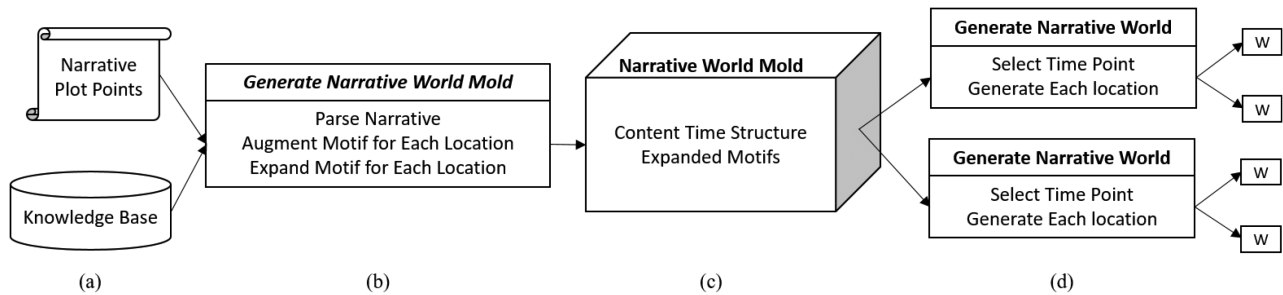 Narrative
Plot Points
Knowledge Base
(a)
Generate Narrative World Mold
Parse Narrative
Augment Motif for Each Location
Expand Motif for Each Location
(b)
Narrative World Mold
Content Time Structure
Expanded Motifs
(c)
Generate Narrative World
Select Time Point
Generate Each location
W
W
Generate Narrative World
Select Time Point
Generate Each location
W
W
(d)